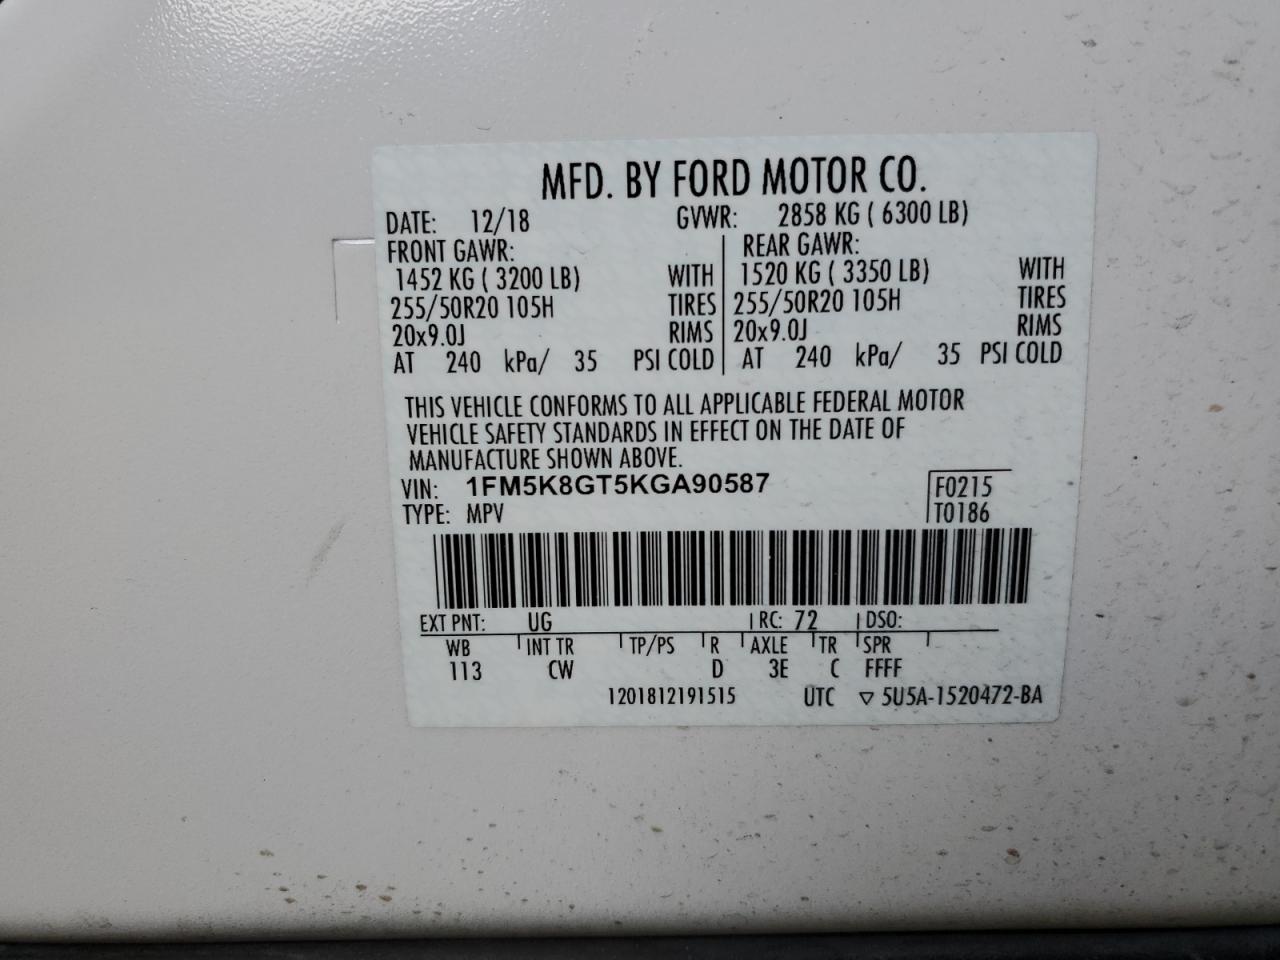 MFD. BY FORD MOTOR CO.
DATE: 12/18 GVWR: 2858 KG ( 6300 LB)
FRONT GAWR: REAR GAWR:
1452 KG ( 3200 LB) WITH 1520 KG ( 3350 LB) WITH
255/50R20 105H TIRES 255/50R20 105H TIRES
20x9.0J RIMS 20x9.0J RIMS
AT 240 kPa/ 35 PSI COLD AT 240 kPa/ 35 PSI COLD
THIS VEHICLE CONFORMS TO ALL APPLICABLE FEDERAL MOTOR
VEHICLE SAFETY STANDARDS IN EFFECT ON THE DATE OF
MANUFACTURE SHOWN ABOVE.
VIN: 1FM5K8GT5KGA90587 F0215
TYPE: MPV T0186
EXT PNT: UG RC: 72 DSO:
WB INT TR TP/PS R AXLE TR SPR
113 CW D 3E C FFFF
1201812191515 UTC ▽ 5U5A-1520472-BA